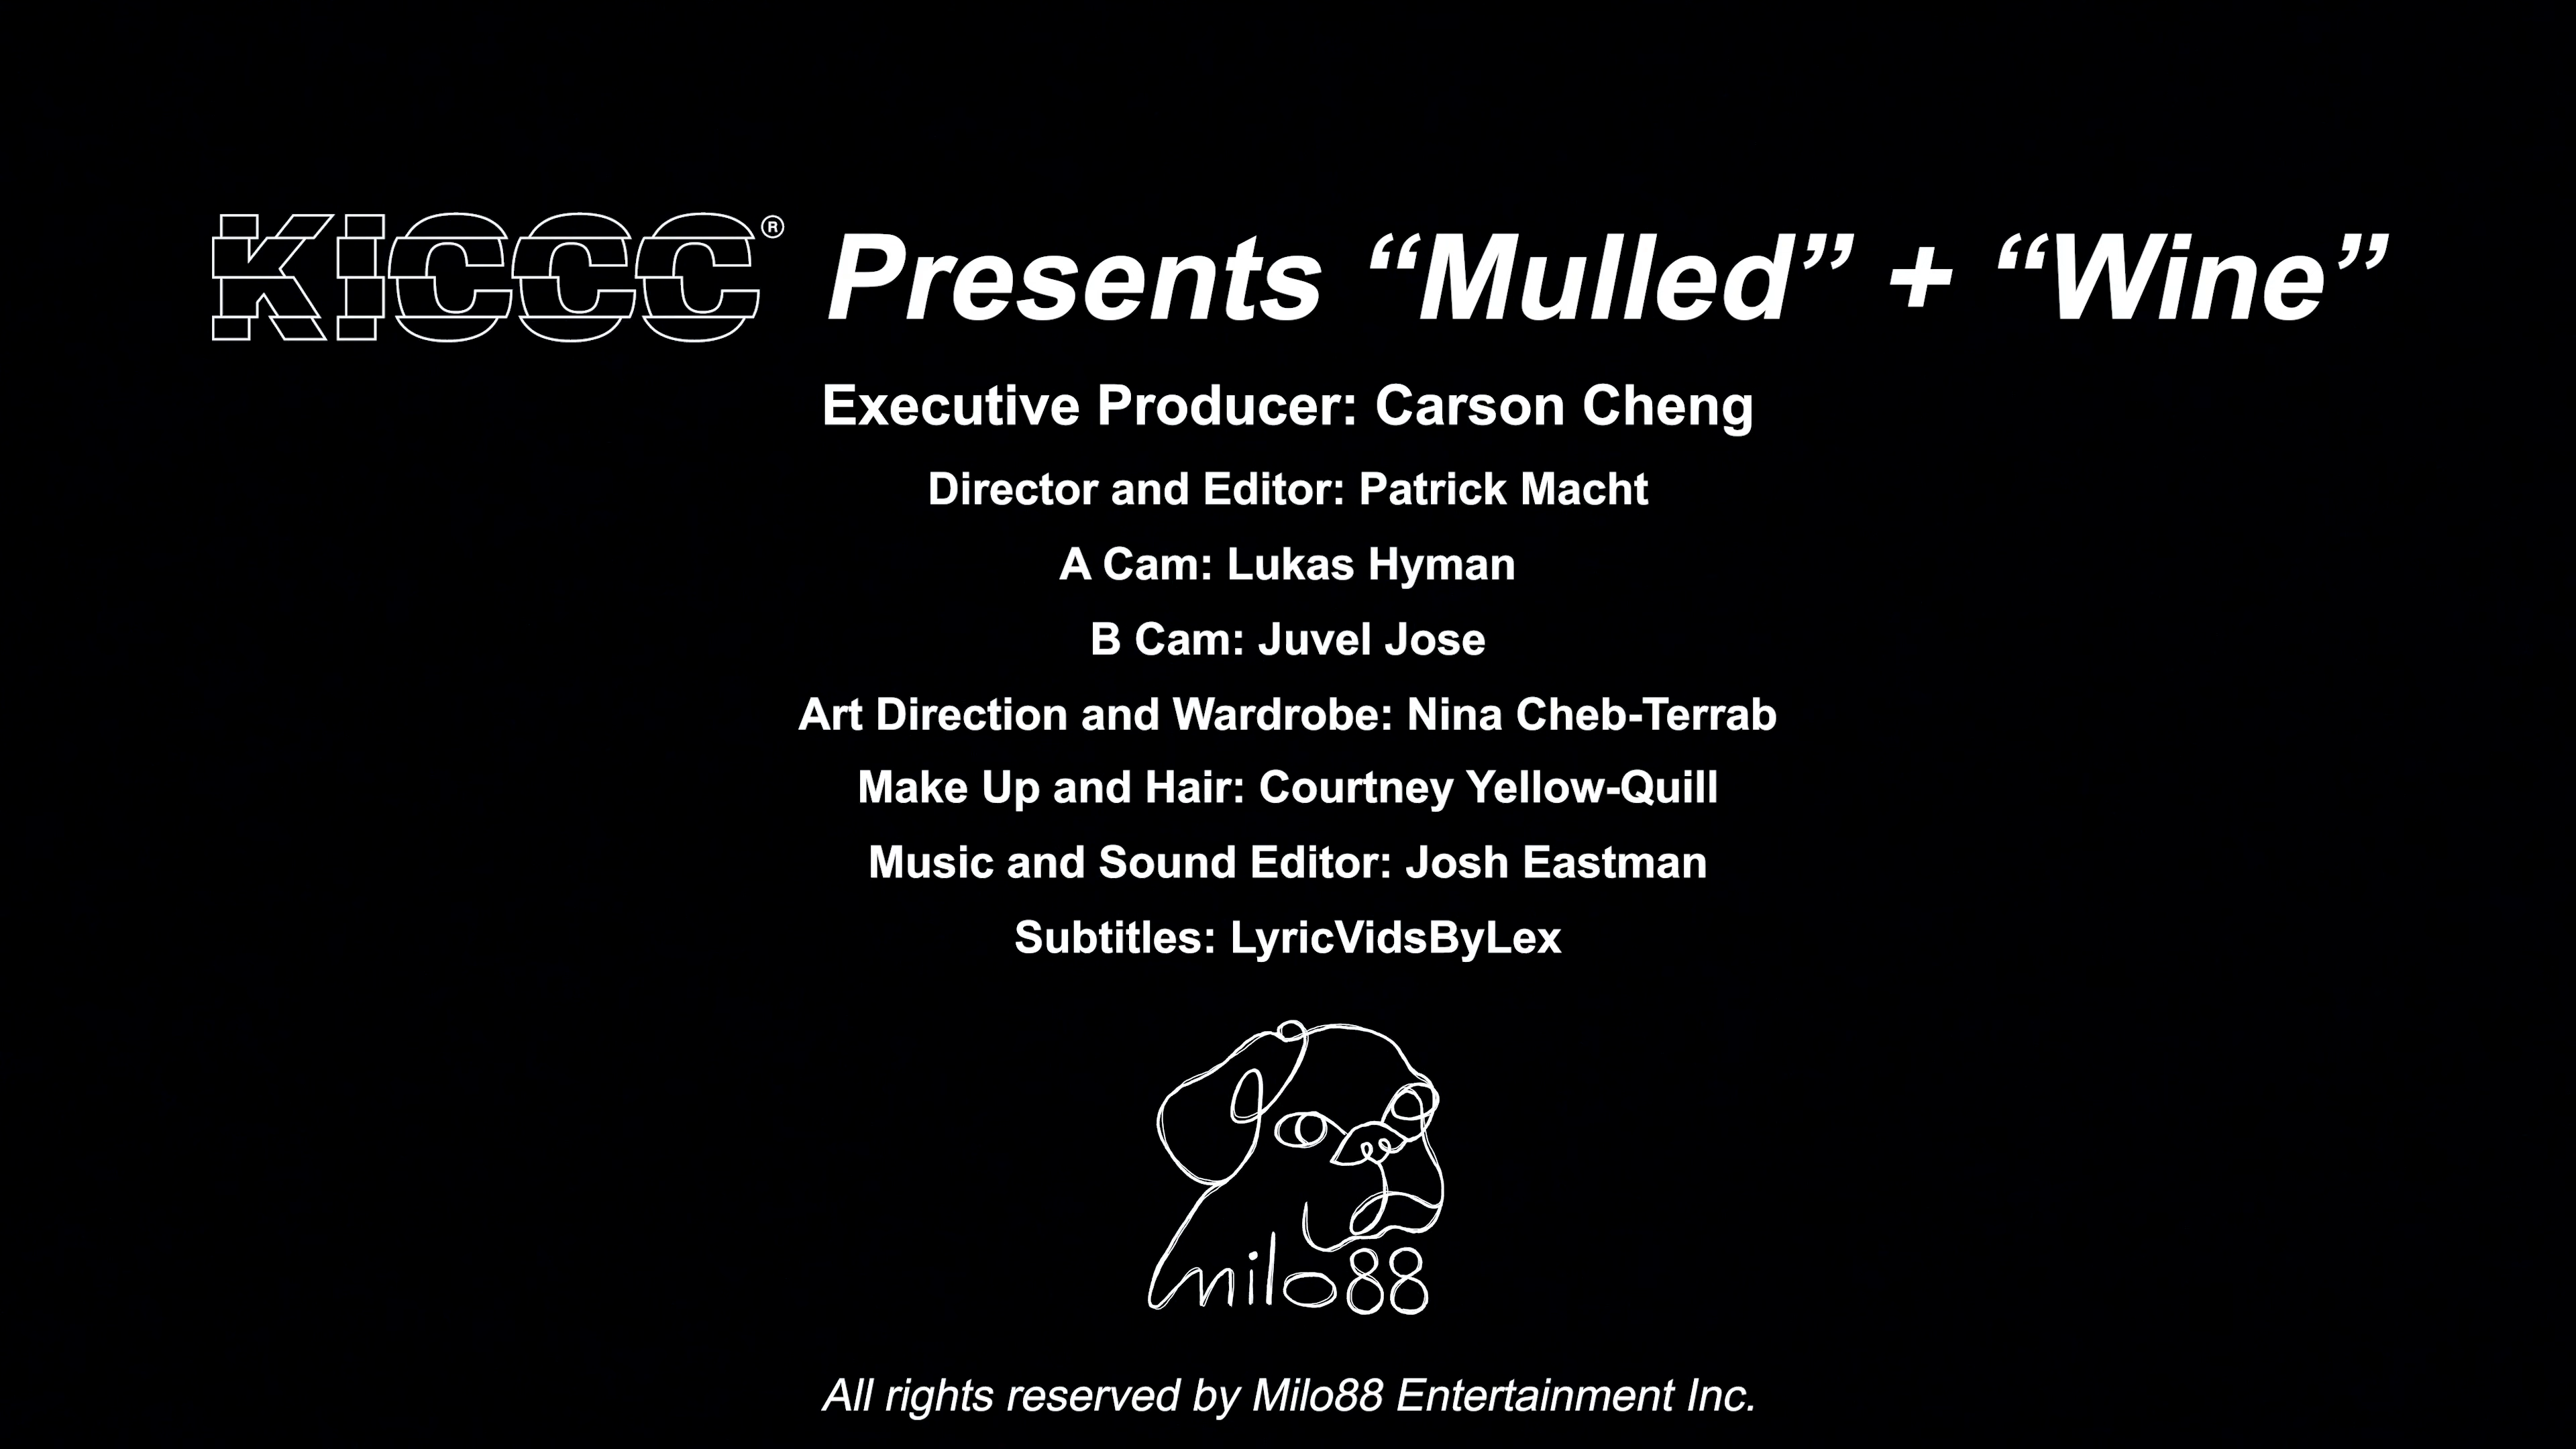 KICCC® Presents “Mulled” + “Wine”
Executive Producer: Carson Cheng
Director and Editor: Patrick Macht
A Cam: Lukas Hyman
B Cam: Juvel Jose
Art Direction and Wardrobe: Nina Cheb-Terrab
Make Up and Hair: Courtney Yellow-Quill
Music and Sound Editor: Josh Eastman
Subtitles: LyricVidsByLex
milo88
All rights reserved by Milo88 Entertainment Inc.